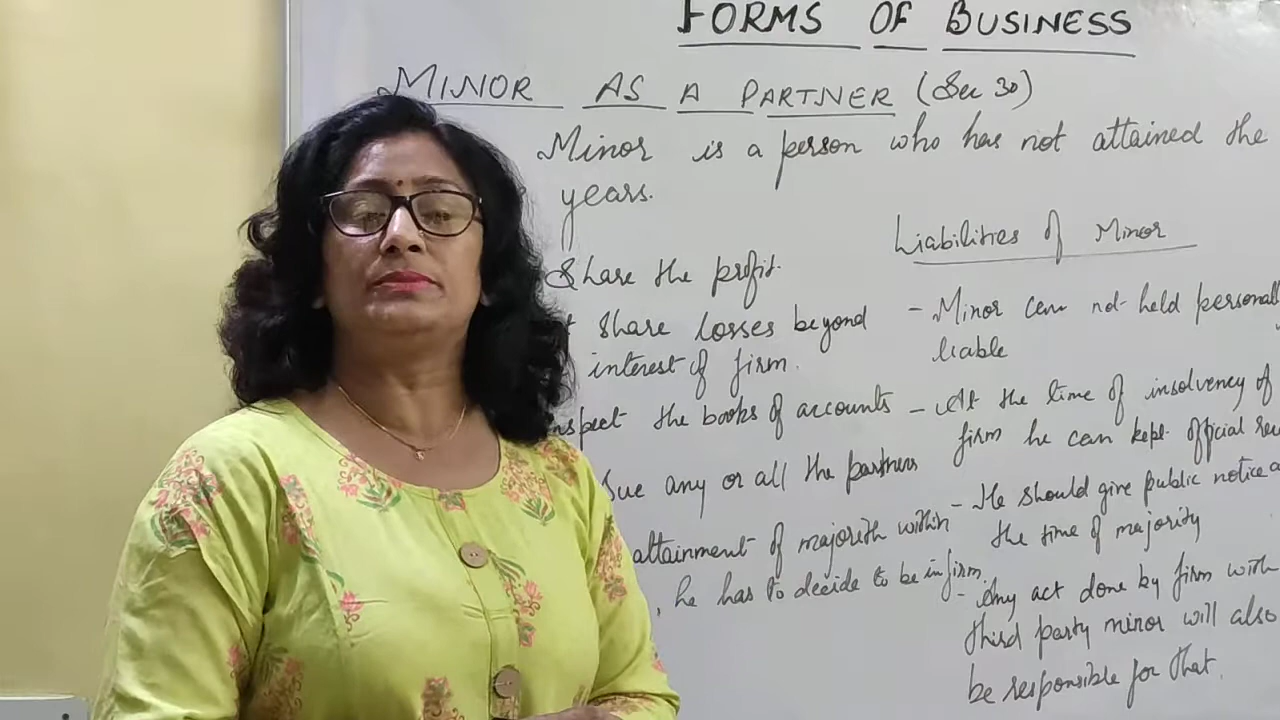 FORMS OF BUSINESS
MINOR AS A PARTNER (Sec 30)
Minor is a person who has not attained the
years.
Liabilities of Minor
Share the profit.
share losses beyond
interest of firm.
inspect the books of accounts
Sue any or all the partners
attainment of majorith within
, he has to decide to be in firm.
- Minor can not held personall
liable
- At the time of insolvency of
firm he can kept official
- He should give public notice a
the time of majority
- Any act done by firm with
third party minor will also
be responsible for that.